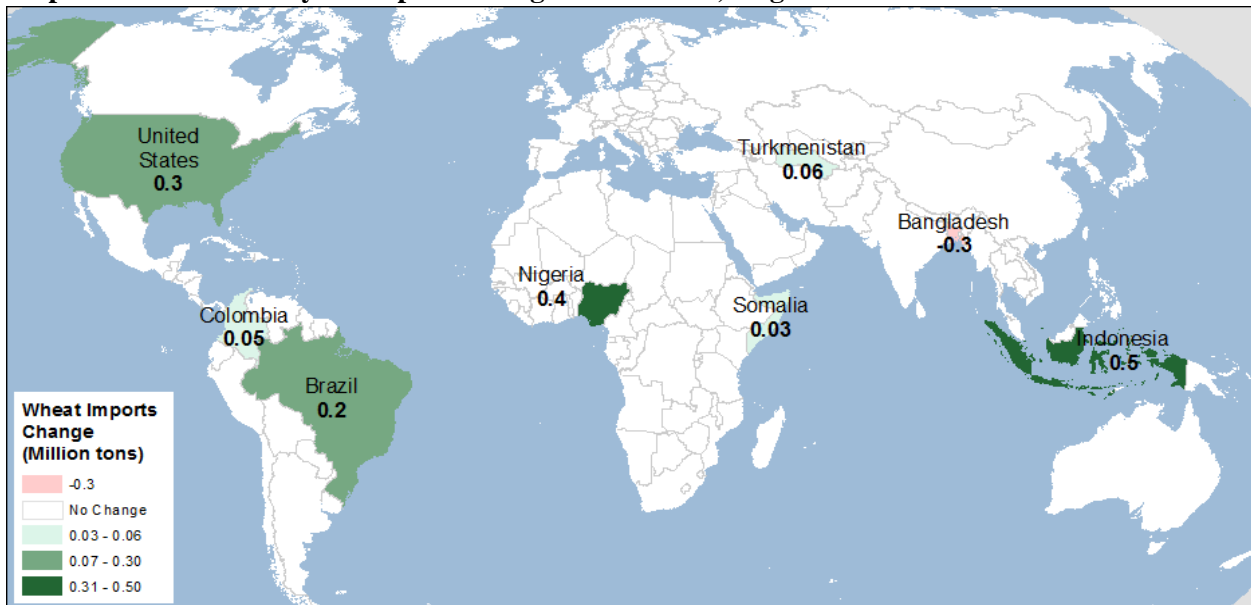 United
States
0.3
Turkmenistan
0.06
Bangladesh
-0.3
Nigeria
0.4
Somalia
0.03
Colombia
0.05
Indonesia
0.5
Brazil
0.2
Wheat Imports
Change
(Million tons)
-0.3
No Change
0.03 - 0.06
0.07 - 0.30
0.31 - 0.50